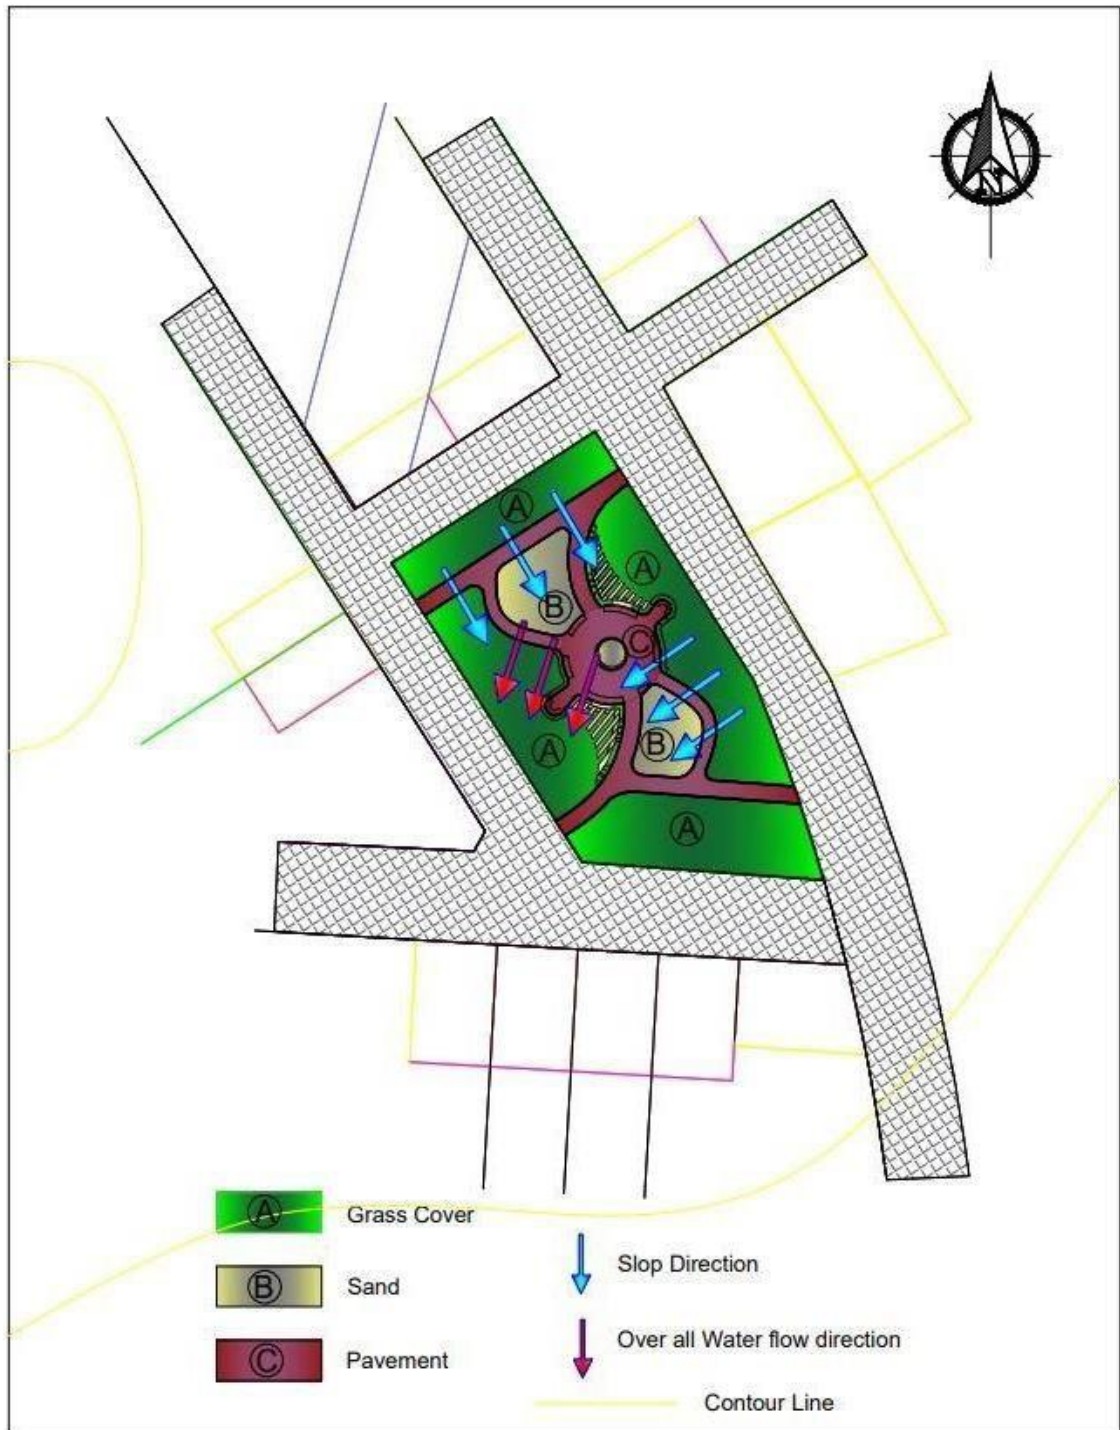 N
A
A
B
C
A
B
A
A Grass Cover
B Sand
C Pavement
Slop Direction
Over all Water flow direction
Contour Line